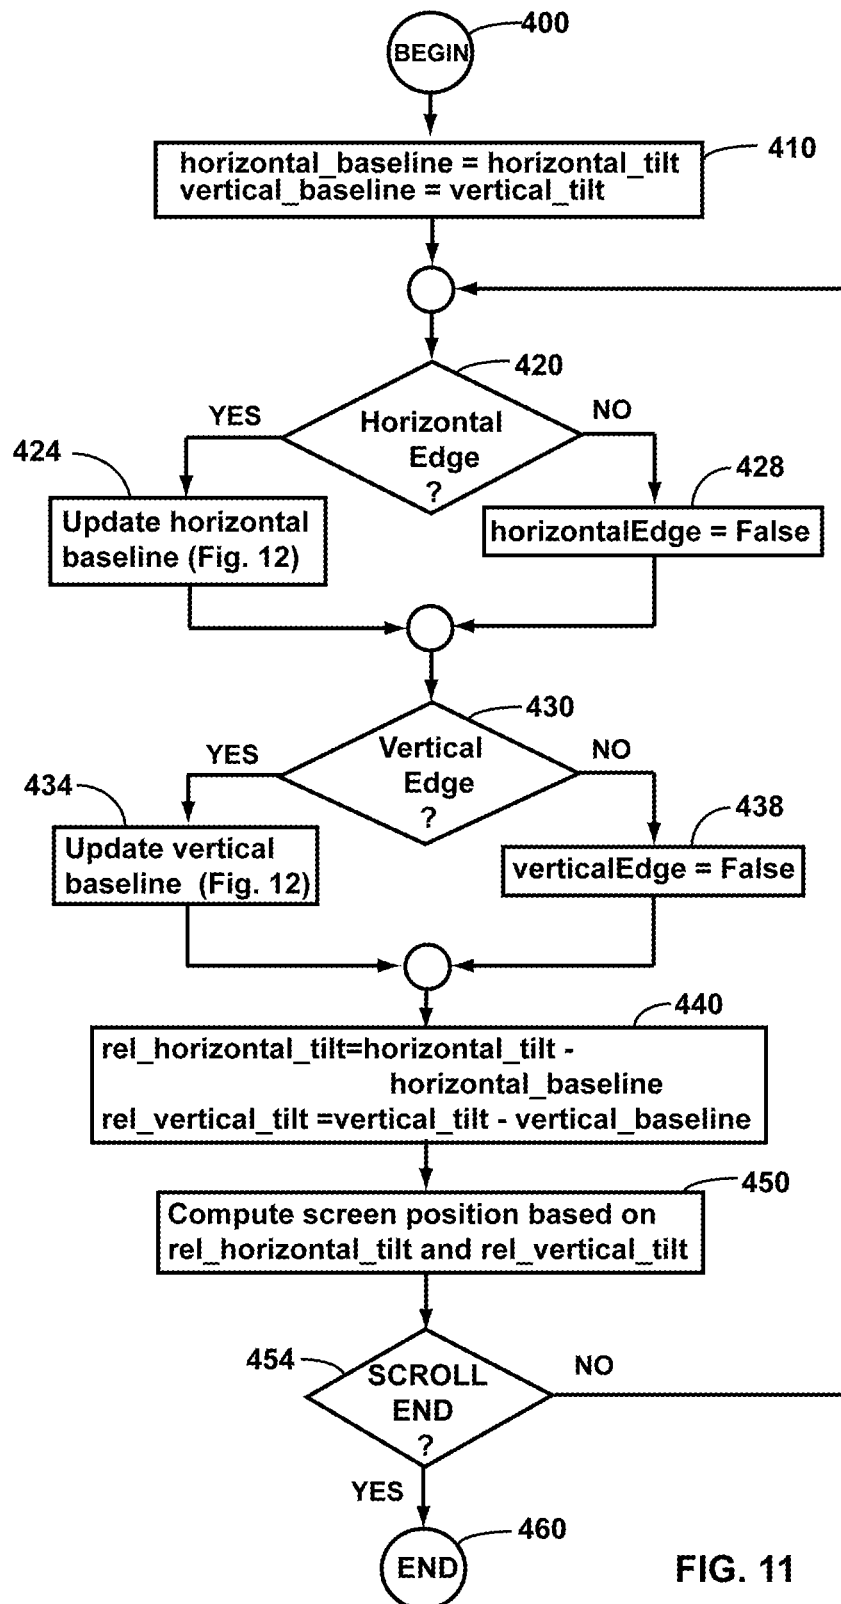 400
BEGIN
410
horizontal_baseline = horizontal_tilt
vertical_baseline = vertical_tilt
420
YES
NO
Horizontal
Edge
?
424
428
Update horizontal
baseline (Fig. 12)
horizontalEdge = False
430
YES
NO
Vertical
Edge
?
434
438
Update vertical
baseline (Fig. 12)
verticalEdge = False
440
rel_horizontal_tilt=horizontal_tilt -
horizontal_baseline
rel_vertical_tilt =vertical_tilt - vertical_baseline
450
Compute screen position based on
rel_horizontal_tilt and rel_vertical_tilt
454
NO
SCROLL
END
?
YES
460
END
FIG. 11